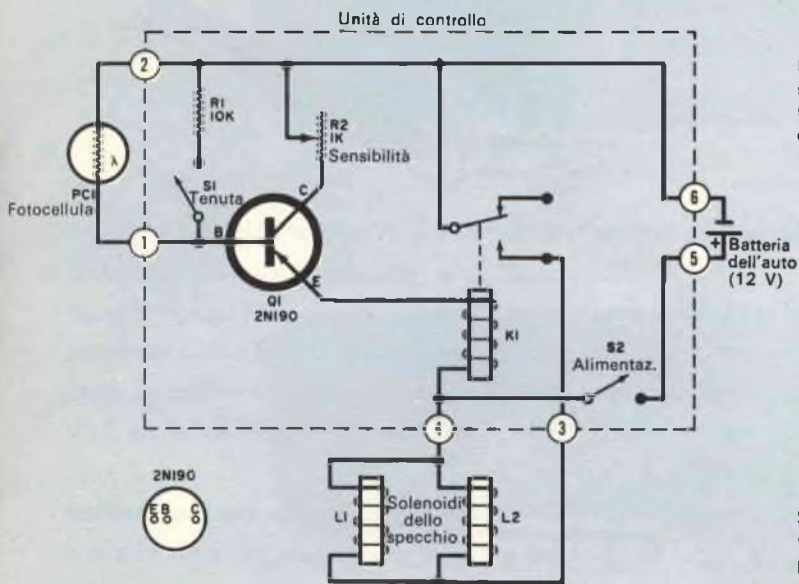 Unità di controllo
2
R1
10K
R2
1K
Sensibilità
λ
PC1
Fotocellula
S1
Tenuta
C
B
E
1
6
5
+
Batteria
dell'auto
(12 V)
Q1
2N190
K1
S2
Alimentaz.
4
3
2N190
E B C
L1
Solenoidi
dello
specchio
L2